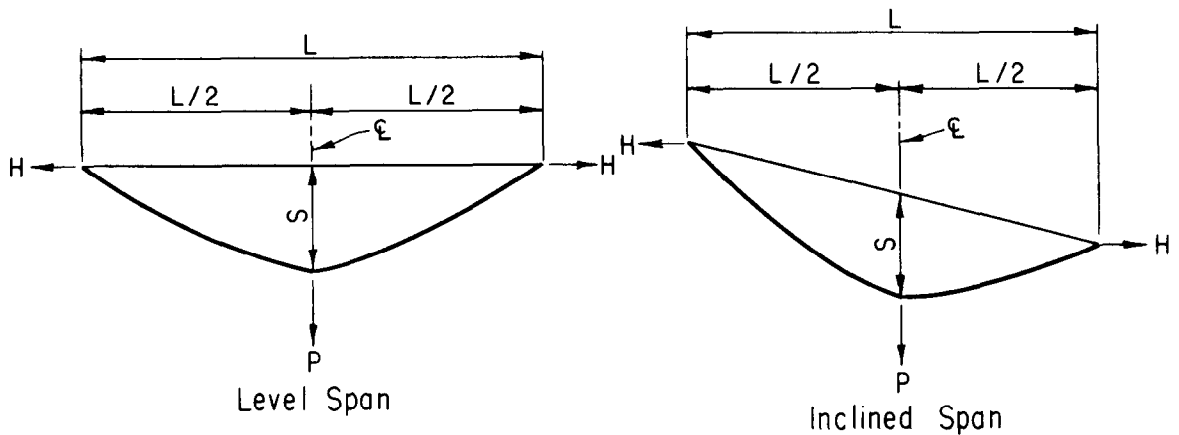 L
L/2 L/2
℄
H H
S
P
Level Span
L
L/2 L/2
℄
H
S
H
P
Inclined Span